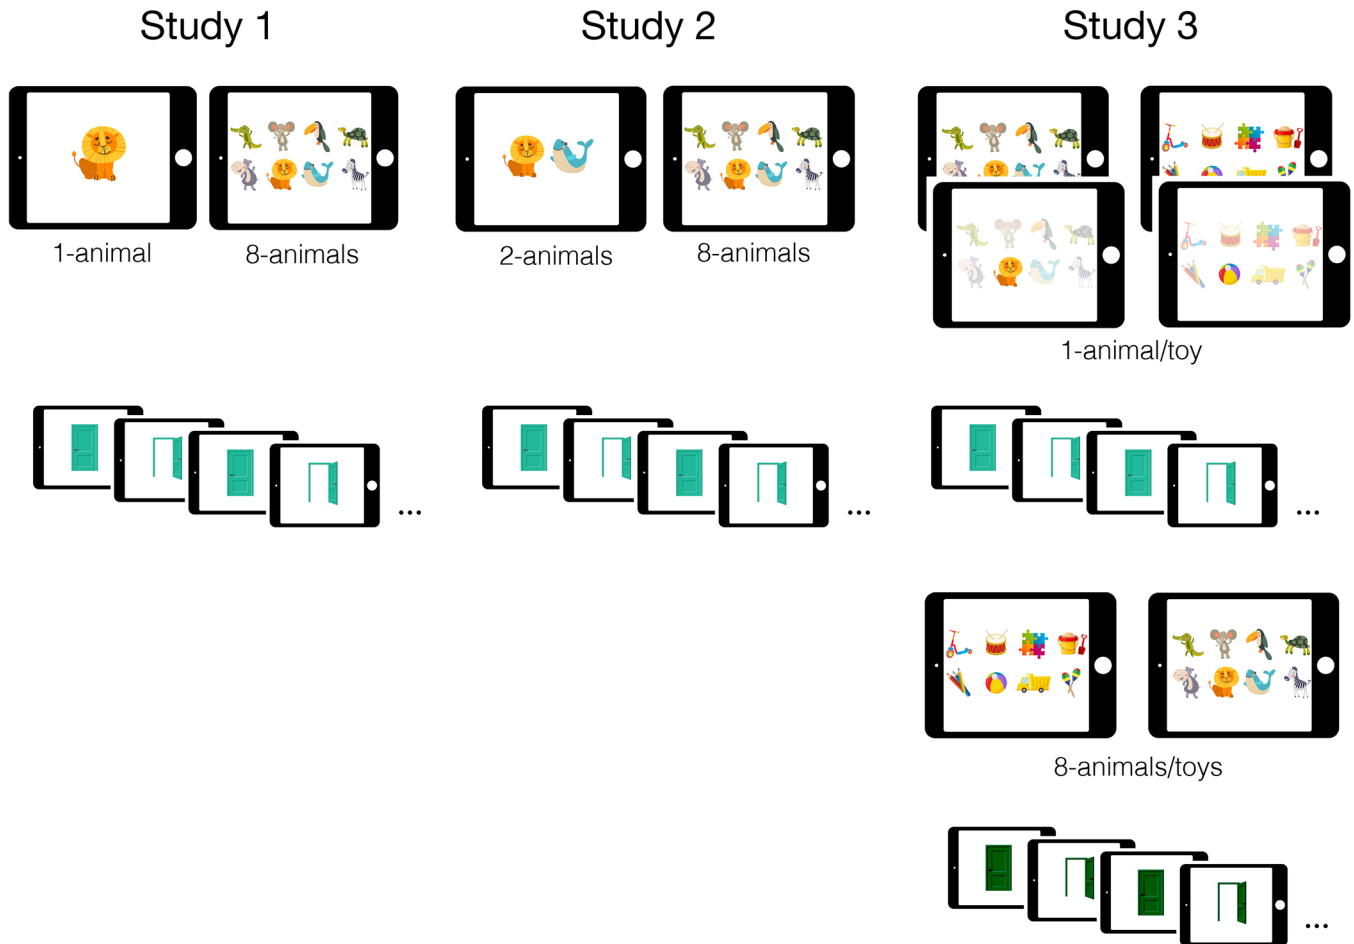 Study 1
Study 2
Study 3
1-animal
8-animals
2-animals
8-animals
1-animal/toy
...
...
...
8-animals/toys
...